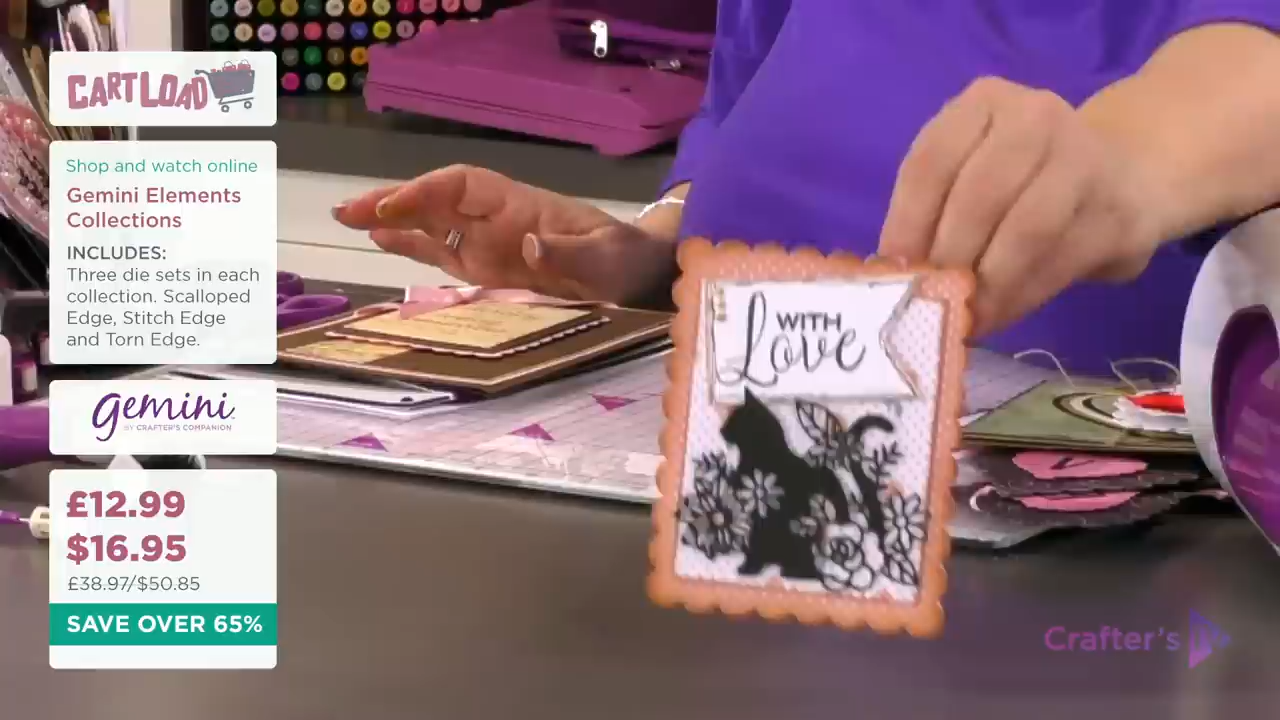 CARTLOAD
Shop and watch online
Gemini Elements
Collections
INCLUDES:
Three die sets in each
collection. Scalloped
Edge, Stitch Edge
and Torn Edge.
gemini
BY CRAFTER'S COMPANION
£12.99
$16.95
£38.97/$50.85
SAVE OVER 65%
WITH
Love
Crafter's